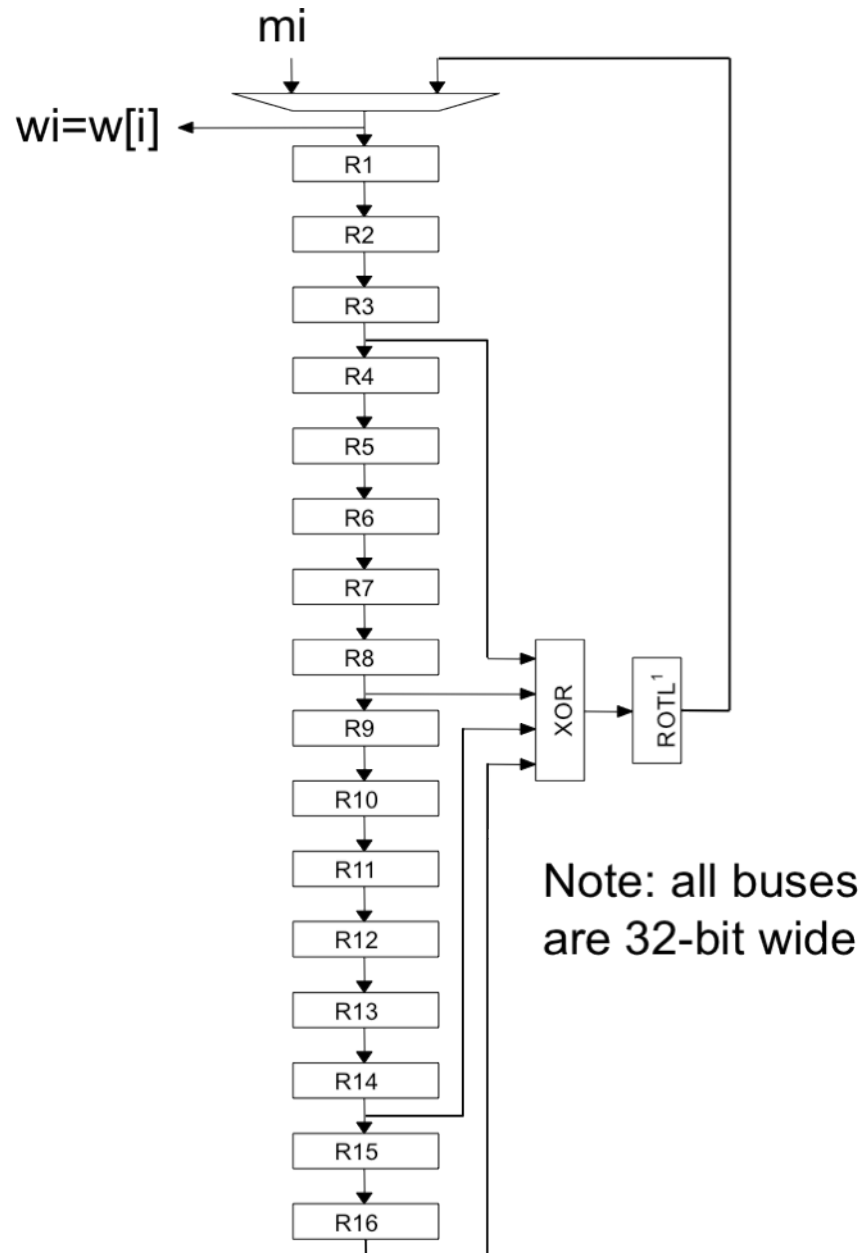 mi
wi=w[i]
R1
R2
R3
R4
R5
R6
R7
R8
R9
R10
R11
R12
R13
R14
R15
R16
XOR
ROTL¹
Note: all buses
are 32-bit wide